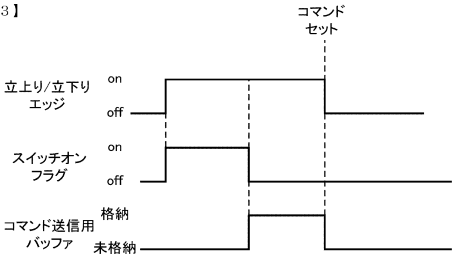 3】
コマンド
セット
立上り/立下り
エッジ
on
off
スイッチオン
フラグ
on
off
コマンド送信用
バッファ
格納
未格納